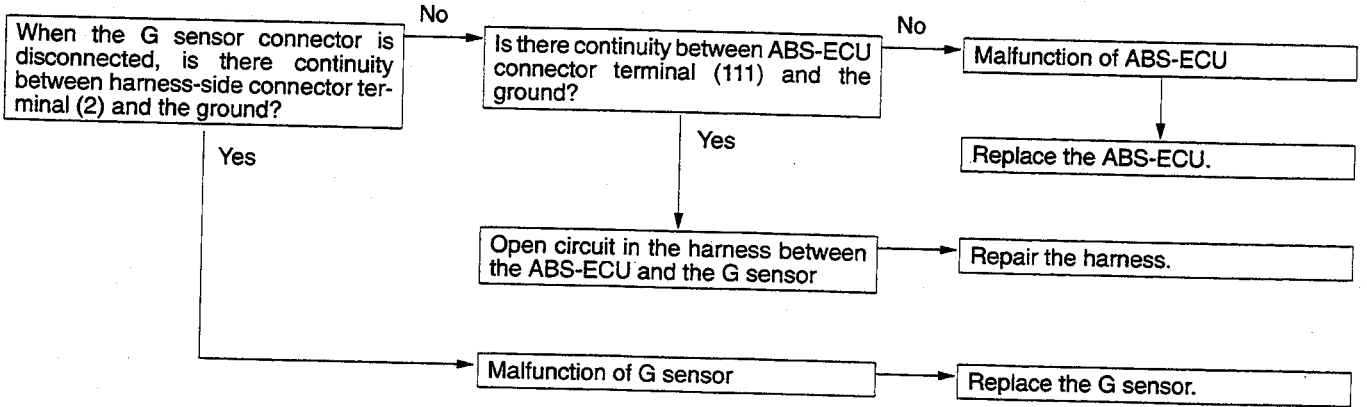 No
No
When the G sensor connector is
disconnected, is there continuity
between harness-side connector ter-
minal (2) and the ground?
Is there continuity between ABS-ECU
connector terminal (111) and the
ground?
Malfunction of ABS-ECU
Yes
Yes
Replace the ABS-ECU.
Open circuit in the harness between
the ABS-ECU and the G sensor
Repair the harness.
Malfunction of G sensor
Replace the G sensor.